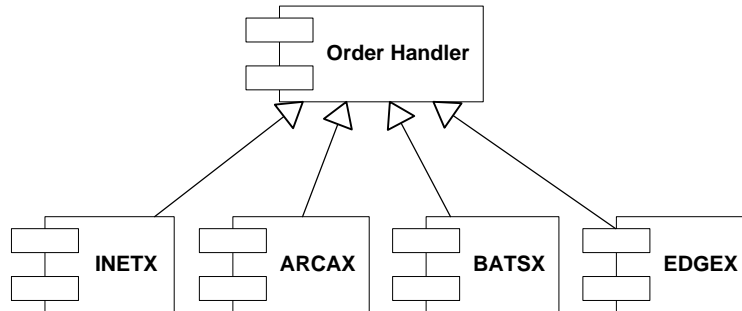 Order Handler
INETX
ARCAX
BATSX
EDGEX